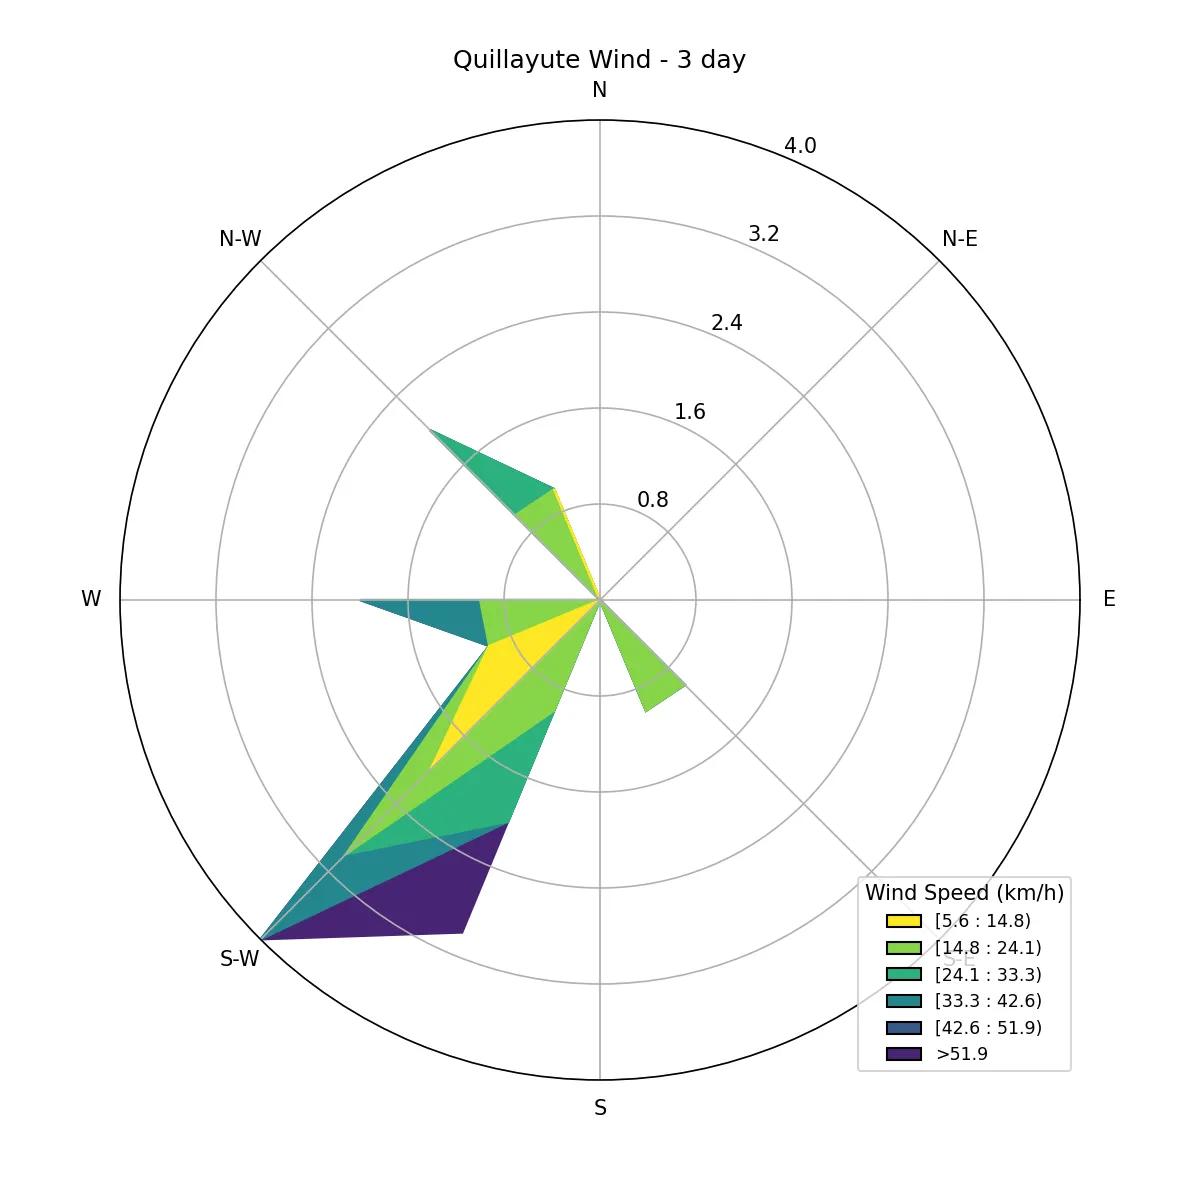 Quillayute Wind - 3 day
N
4.0
N-W
3.2
N-E
2.4
1.6
0.8
W
E
S-W
S-E
Wind Speed (km/h)
[5.6 : 14.8)
[14.8 : 24.1)
[24.1 : 33.3)
[33.3 : 42.6)
[42.6 : 51.9)
>51.9
S